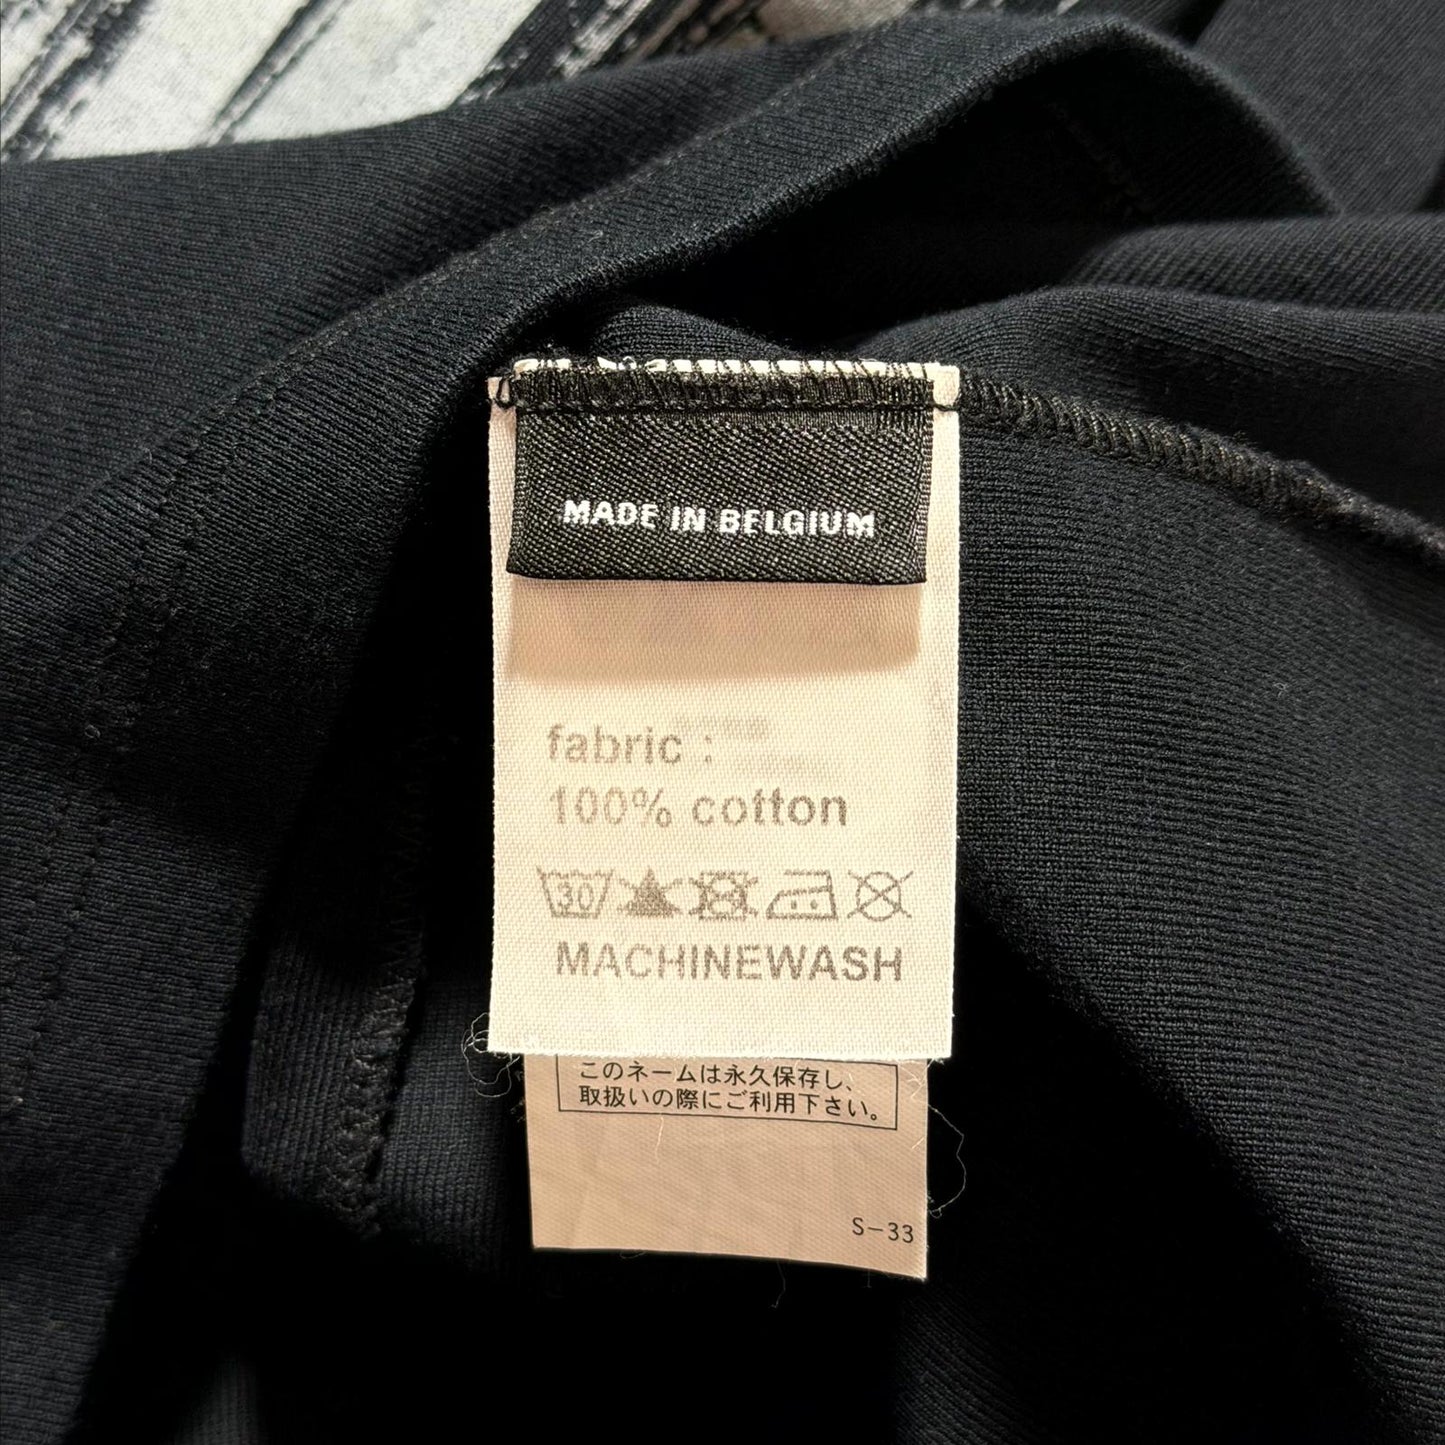 MADE IN BELGIUM
fabric :
100% cotton
30
MACHINEWASH
このネームは永久保存し、
取扱いの際にご利用下さい。
S-33